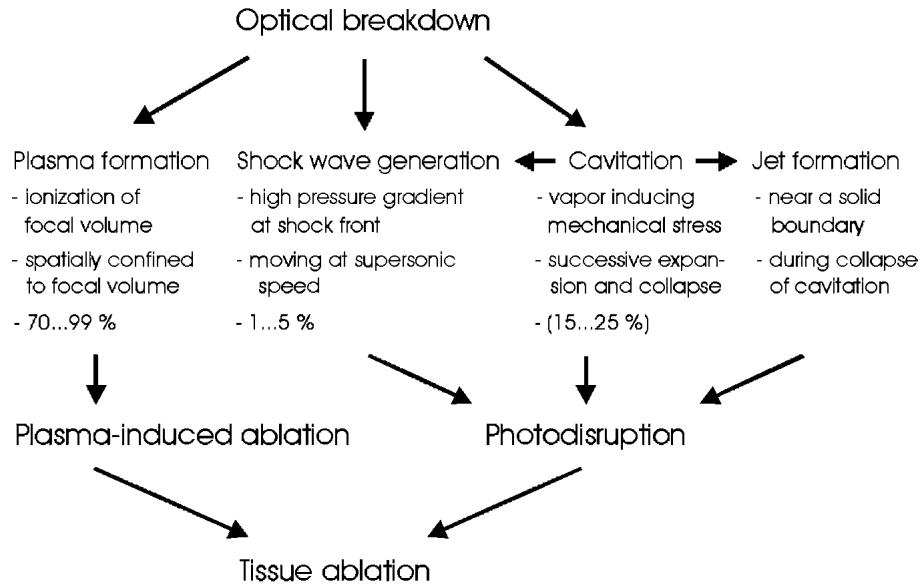 Optical breakdown
Plasma formation
- ionization of
focal volume
- spatially confined
to focal volume
- 70...99 %
Shock wave generation
- high pressure gradient
at shock front
- moving at supersonic
speed
- 1...5 %
Cavitation
- vapor inducing
mechanical stress
- successive expan-
sion and collapse
- (15...25 %)
Jet formation
- near a solid
boundary
- during collapse
of cavitation
Plasma-induced ablation
Photodisruption
Tissue ablation